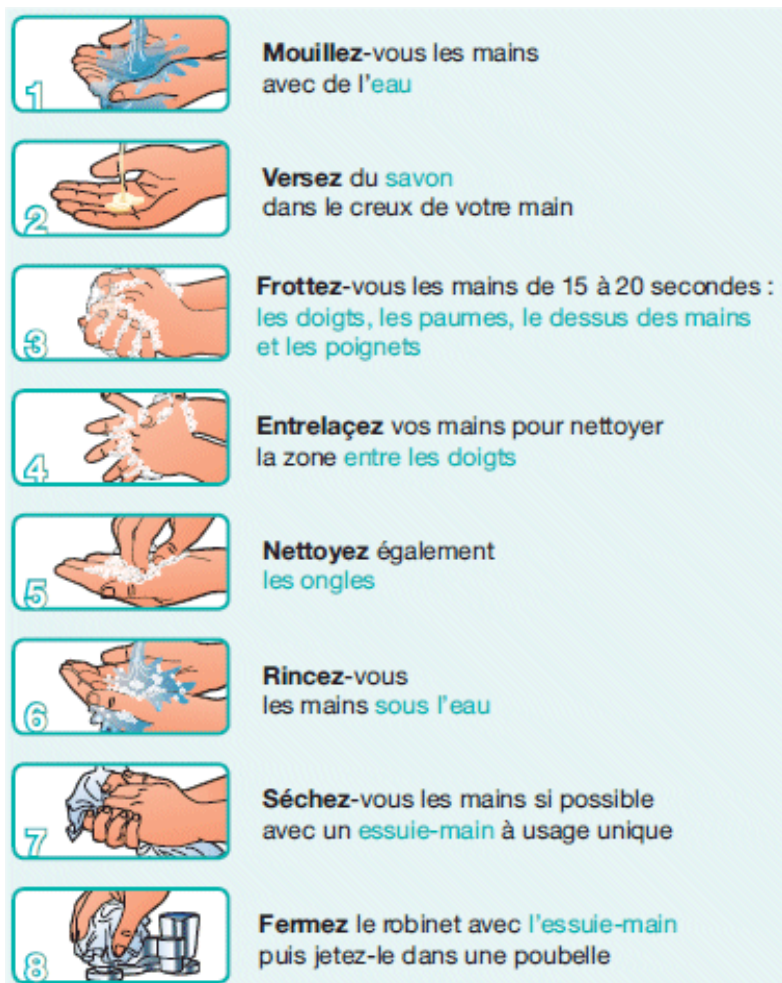 1
Mouillez-vous les mains
avec de l'eau
2
Versez du savon
dans le creux de votre main
3
Frottez-vous les mains de 15 à 20 secondes :
les doigts, les paumes, le dessus des mains
et les poignets
4
Entrelaçez vos mains pour nettoyer
la zone entre les doigts
5
Nettoyez également
les ongles
6
Rincez-vous
les mains sous l'eau
7
Séchez-vous les mains si possible
avec un essuie-main à usage unique
8
Fermez le robinet avec l'essuie-main
puis jetez-le dans une poubelle